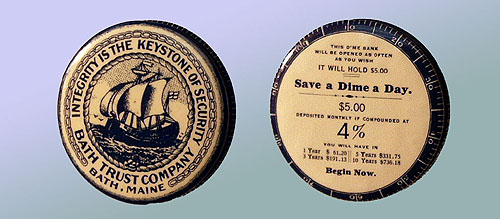 INTEGRITY IS THE KEYSTONE OF SECURITY
BATH TRUST COMPANY
BATH, MAINE
THIS DIME BANK
WILL BE OPENED AS OFTEN
AS YOU WISH
IT WILL HOLD $5.00
Save a Dime a Day.
$5.00
DEPOSITED MONTHLY IF COMPOUNDED AT
4%
YOU WILL HAVE IN
1 Year $ 61.20 5 Years $331.75
3 Years $191.13 10 Years $736.18
Begin Now.